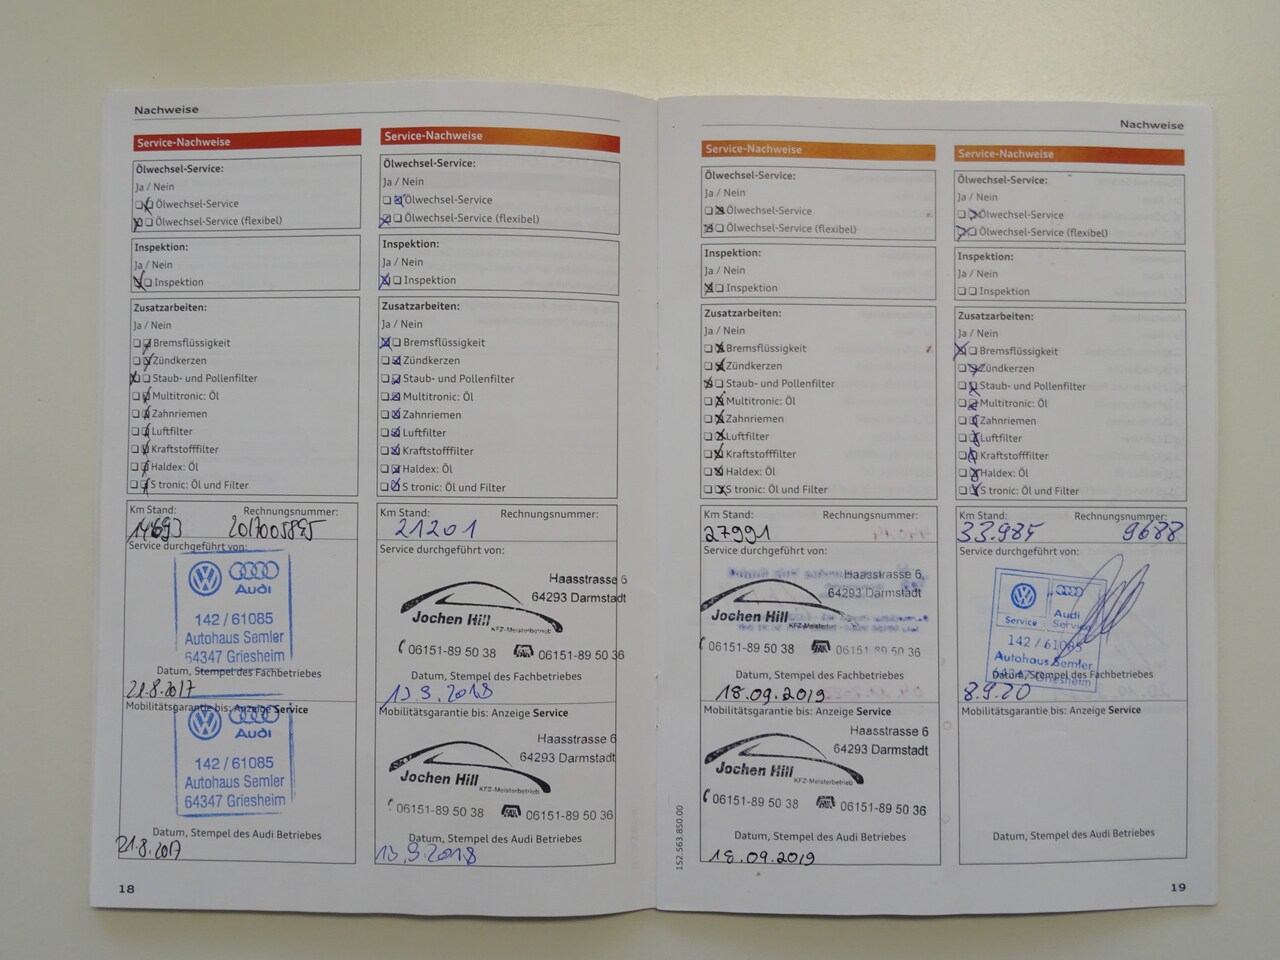 Nachweise
Service-Nachweise
Ölwechsel-Service:
Ja / Nein
Ölwechsel-Service
Ölwechsel-Service (flexibel)
Inspektion:
Ja / Nein
Inspektion
Zusatzarbeiten:
Ja / Nein
Bremsflüssigkeit
Zündkerzen
Staub- und Pollenfilter
Multitronic: Öl
Zahnriemen
Luftfilter
Kraftstofffilter
Haldex: Öl
S tronic: Öl und Filter
Km Stand: Rechnungsnummer:
14693 2017005895
Service durchgeführt von:
Audi
142 / 61085
Autohaus Semler
64347 Griesheim
Datum, Stempel des Fachbetriebes
21.8.2017
Mobilitätsgarantie bis: Anzeige Service
Audi
142 / 61085
Autohaus Semler
64347 Griesheim
Datum, Stempel des Audi Betriebes
21.8.2017
18
Service-Nachweise
Ölwechsel-Service:
Ja / Nein
Ölwechsel-Service
Ölwechsel-Service (flexibel)
Inspektion:
Ja / Nein
Inspektion
Zusatzarbeiten:
Ja / Nein
Bremsflüssigkeit
Zündkerzen
Staub- und Pollenfilter
Multitronic: Öl
Zahnriemen
Luftfilter
Kraftstofffilter
Haldex: Öl
S tronic: Öl und Filter
Km Stand: Rechnungsnummer:
21201
Service durchgeführt von:
Haasstrasse 6
64293 Darmstadt
Jochen Hill
KFZ-Meisterbetrieb
06151-89 50 38 FAX 06151-89 50 36
Datum, Stempel des Fachbetriebes
13.9.2018
Mobilitätsgarantie bis: Anzeige Service
Haasstrasse 6
64293 Darmstadt
Jochen Hill
KFZ-Meisterbetrieb
06151-89 50 38 FAX 06151-89 50 36
Datum, Stempel des Audi Betriebes
13.9.2018
Nachweise
Service-Nachweise
Ölwechsel-Service:
Ja / Nein
Ölwechsel-Service
Ölwechsel-Service (flexibel)
Inspektion:
Ja / Nein
Inspektion
Zusatzarbeiten:
Ja / Nein
Bremsflüssigkeit
Zündkerzen
Staub- und Pollenfilter
Multitronic: Öl
Zahnriemen
Luftfilter
Kraftstofffilter
Haldex: Öl
S tronic: Öl und Filter
Km Stand: Rechnungsnummer:
27991
Service durchgeführt von:
Haasstrasse 6
64293 Darmstadt
Jochen Hill
KFZ-Meisterbetrieb
06151-89 50 38 FAX 06151-89 50 36
Datum, Stempel des Fachbetriebes
18.09.2019
Mobilitätsgarantie bis: Anzeige Service
Haasstrasse 6
64293 Darmstadt
Jochen Hill
KFZ-Meisterbetrieb
06151-89 50 38 FAX 06151-89 50 36
Datum, Stempel des Audi Betriebes
18.09.2019
152.563.850.00
Service-Nachweise
Ölwechsel-Service:
Ja / Nein
Ölwechsel-Service
Ölwechsel-Service (flexibel)
Inspektion:
Ja / Nein
Inspektion
Zusatzarbeiten:
Ja / Nein
Bremsflüssigkeit
Zündkerzen
Staub- und Pollenfilter
Multitronic: Öl
Zahnriemen
Luftfilter
Kraftstofffilter
Haldex: Öl
S tronic: Öl und Filter
Km Stand: Rechnungsnummer:
33.985 9688
Service durchgeführt von:
Audi
Service Service
142 / 61085
Autohaus Semler
64347 Griesheim
Datum, Stempel des Fachbetriebes
8.9.20
Mobilitätsgarantie bis: Anzeige Service
Datum, Stempel des Audi Betriebes
19